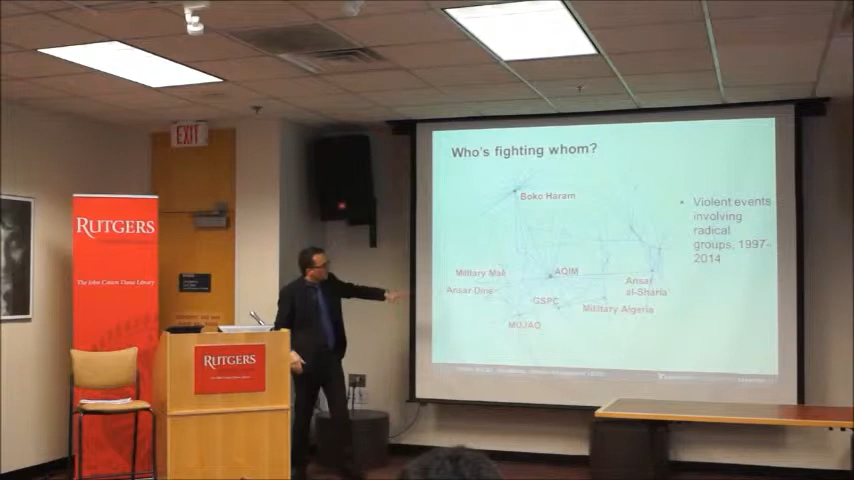 EXIT
RUTGERS
The John Cotton Dana Library
RUTGERS
Who's fighting whom?
Boko Haram
• Violent events
involving
radical
groups, 1997-
2014
Military Mali
AQIM
Ansar Dine
Ansar
al-Sharia
GSPC
Military Algeria
MUJAO